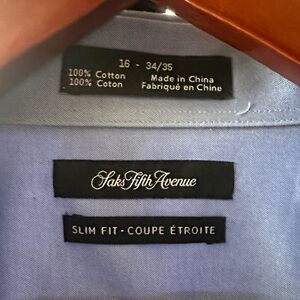 16 - 34/35
100% Cotton Made in China
100% Coton Fabriqué en Chine
Saks Fifth Avenue
SLIM FIT - COUPE ÉTROITE